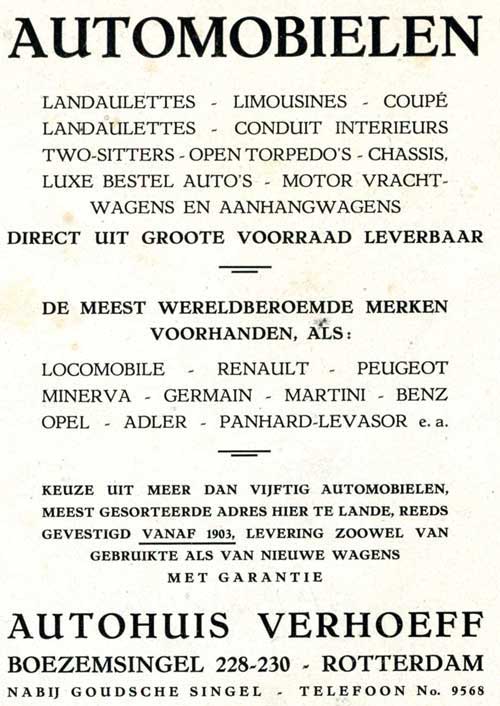 AUTOMOBIELEN
LANDAULETTES - LIMOUSINES - COUPÉ
LANDAULETTES - CONDUIT INTERIEURS
TWO-SITTERS - OPEN TORPEDO'S - CHASSIS,
LUXE BESTEL AUTO'S - MOTOR VRACHT-
WAGENS EN AANHANGWAGENS
DIRECT UIT GROOTE VOORRAAD LEVERBAAR
DE MEEST WERELDBEROEMDE MERKEN
VOORHANDEN, ALS:
LOCOMOBILE - RENAULT - PEUGEOT
MINERVA - GERMAIN - MARTINI - BENZ
OPEL - ADLER - PANHARD-LEVASOR e. a.
KEUZE UIT MEER DAN VIJFTIG AUTOMOBIELEN,
MEEST GESORTEERDE ADRES HIER TE LANDE, REEDS
GEVESTIGD VANAF 1903, LEVERING ZOOWEL VAN
GEBRUIKTE ALS VAN NIEUWE WAGENS
MET GARANTIE
AUTOHUIS VERHOEFF
BOEZEMSINGEL 228-230 - ROTTERDAM
NABIJ GOUDSCHE SINGEL - TELEFOON No. 9568